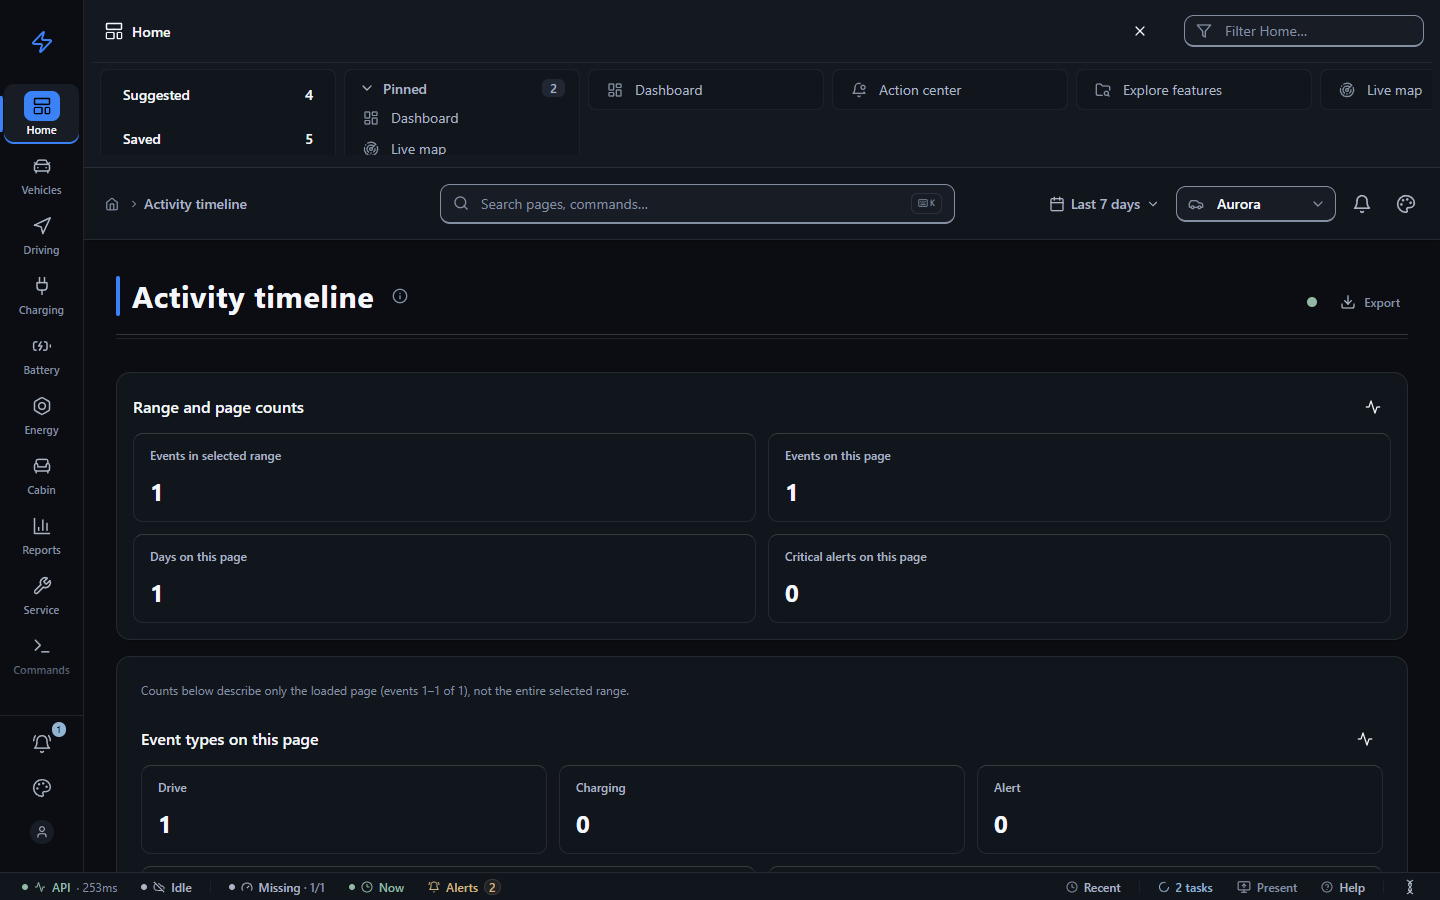 Home
Filter Home...
Suggested 4
Saved 5
Pinned 2
Dashboard
Live map
Dashboard
Action center
Explore features
Live map
Home
Vehicles
Driving
Charging
Battery
Energy
Cabin
Reports
Service
Commands
1
Activity timeline
Search pages, commands...
K
Last 7 days
Aurora
Activity timeline
Export
Range and page counts
Events in selected range
1
Events on this page
1
Days on this page
1
Critical alerts on this page
0
Counts below describe only the loaded page (events 1–1 of 1), not the entire selected range.
Event types on this page
Drive
1
Charging
0
Alert
0
API · 253ms
Idle
Missing · 1/1
Now
Alerts 2
Recent
2 tasks
Present
Help